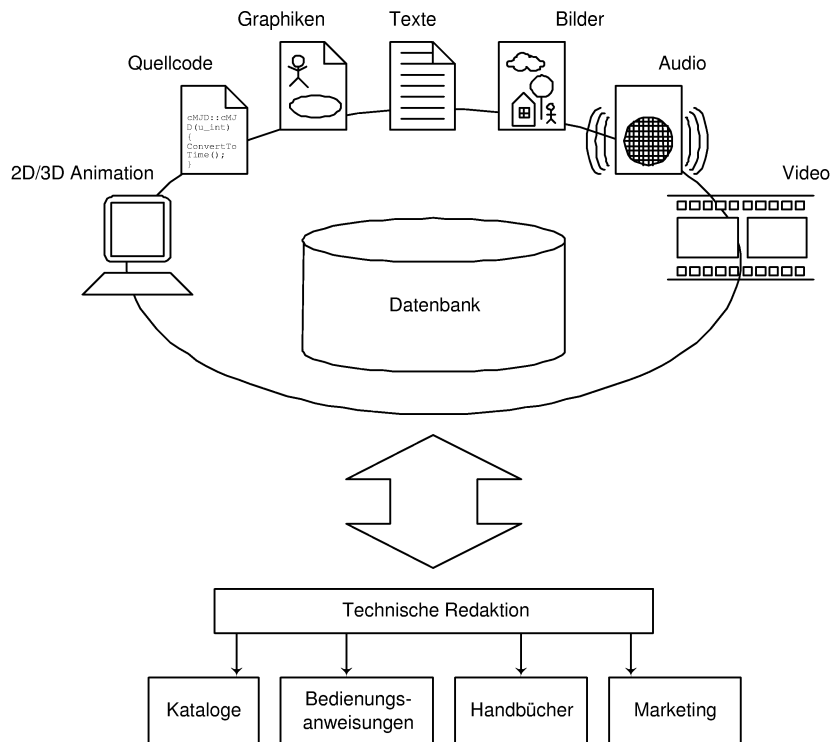 Graphiken
Texte
Bilder
Quellcode
Audio
cMJD::cMJ
D(u_int)
{
ConvertTo
Time();
}
2D/3D Animation
Video
Datenbank
Technische Redaktion
Kataloge
Bedienungs-
anweisungen
Handbücher
Marketing